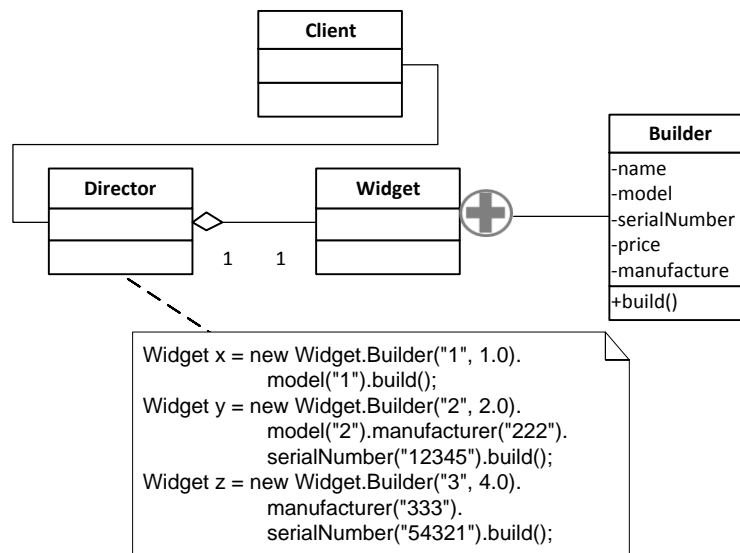 Client
Builder
-name
-model
-serialNumber
-price
-manufacture
+build()
Director
Widget
1
1
Widget x = new Widget.Builder("1", 1.0).
model("1").build();
Widget y = new Widget.Builder("2", 2.0).
model("2").manufacturer("222").
serialNumber("12345").build();
Widget z = new Widget.Builder("3", 4.0).
manufacturer("333").
serialNumber("54321").build();